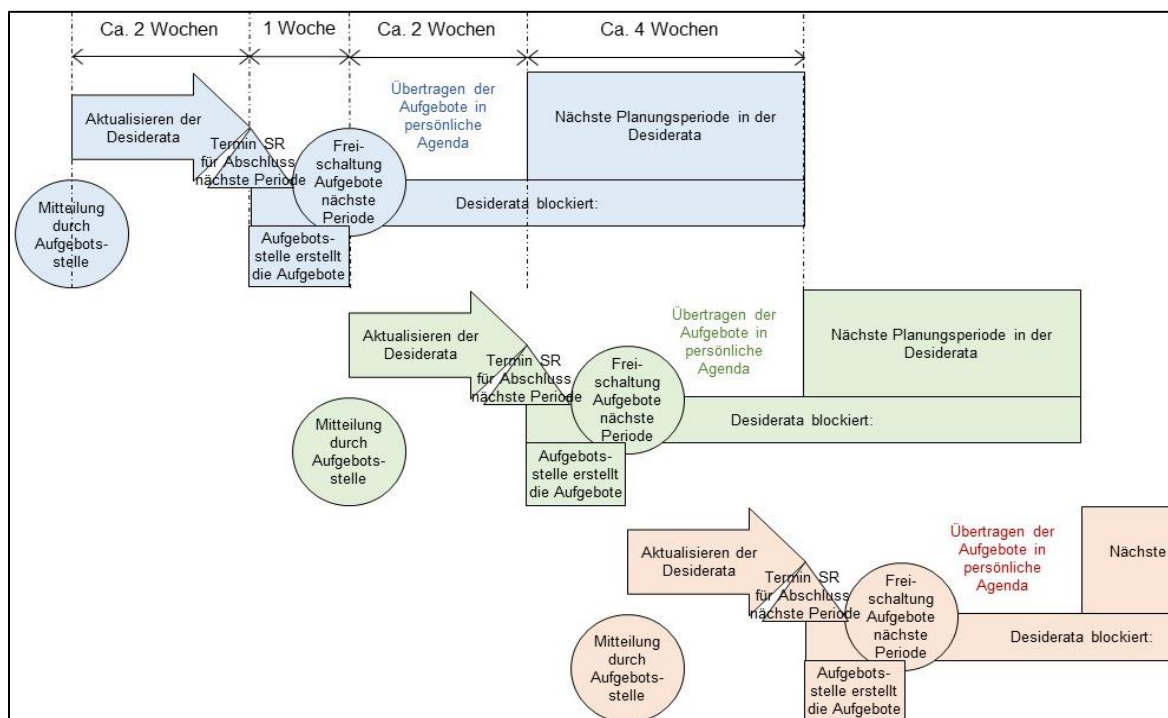 Ca. 2 Wochen
1 Woche
Ca. 2 Wochen
Ca. 4 Wochen
Aktualisieren der
Desiderata
Termin SR
für Abschluss
nächste Periode
Frei-
schaltung
Aufgebote
nächste
Periode
Übertragen der
Aufgebote in
persönliche
Agenda
Nächste Planungsperiode in der
Desiderata
Desiderata blockiert:
Mitteilung
durch
Aufgebots-
stelle
Aufgebots-
stelle erstellt
die Aufgebote
Aktualisieren der
Desiderata
Termin SR
für Abschluss
nächste Periode
Frei-
schaltung
Aufgebote
nächste
Periode
Übertragen der
Aufgebote in
persönliche
Agenda
Nächste Planungsperiode in der
Desiderata
Desiderata blockiert:
Mitteilung
durch
Aufgebots-
stelle
Aufgebots-
stelle erstellt
die Aufgebote
Aktualisieren der
Desiderata
Termin SR
für Abschluss
nächste Periode
Frei-
schaltung
Aufgebote
nächste
Periode
Übertragen der
Aufgebote in
persönliche
Agenda
Nächste
Desiderata blockiert:
Mitteilung
durch
Aufgebots-
stelle
Aufgebots-
stelle erstellt
die Aufgebote